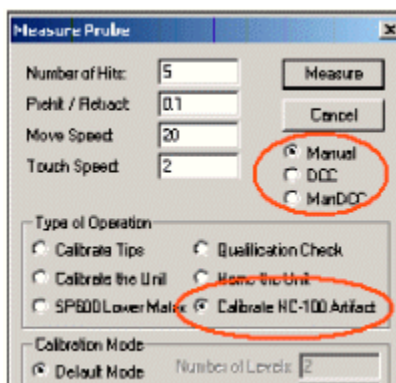 Measure Probe
Number of Hits: 5
Prehit / Retract: 0.1
Move Speed: 20
Touch Speed: 2
Measure
Cancel
Manual
DCC
ManDCC
Type of Operation
Calibrate Tips
Qualification Check
Calibrate the Unit
Home the Unit
SP600 Lower Matrix
Calibrate NC-100 Artifact
Calibration Mode
Default Mode
Number of Levels: 2